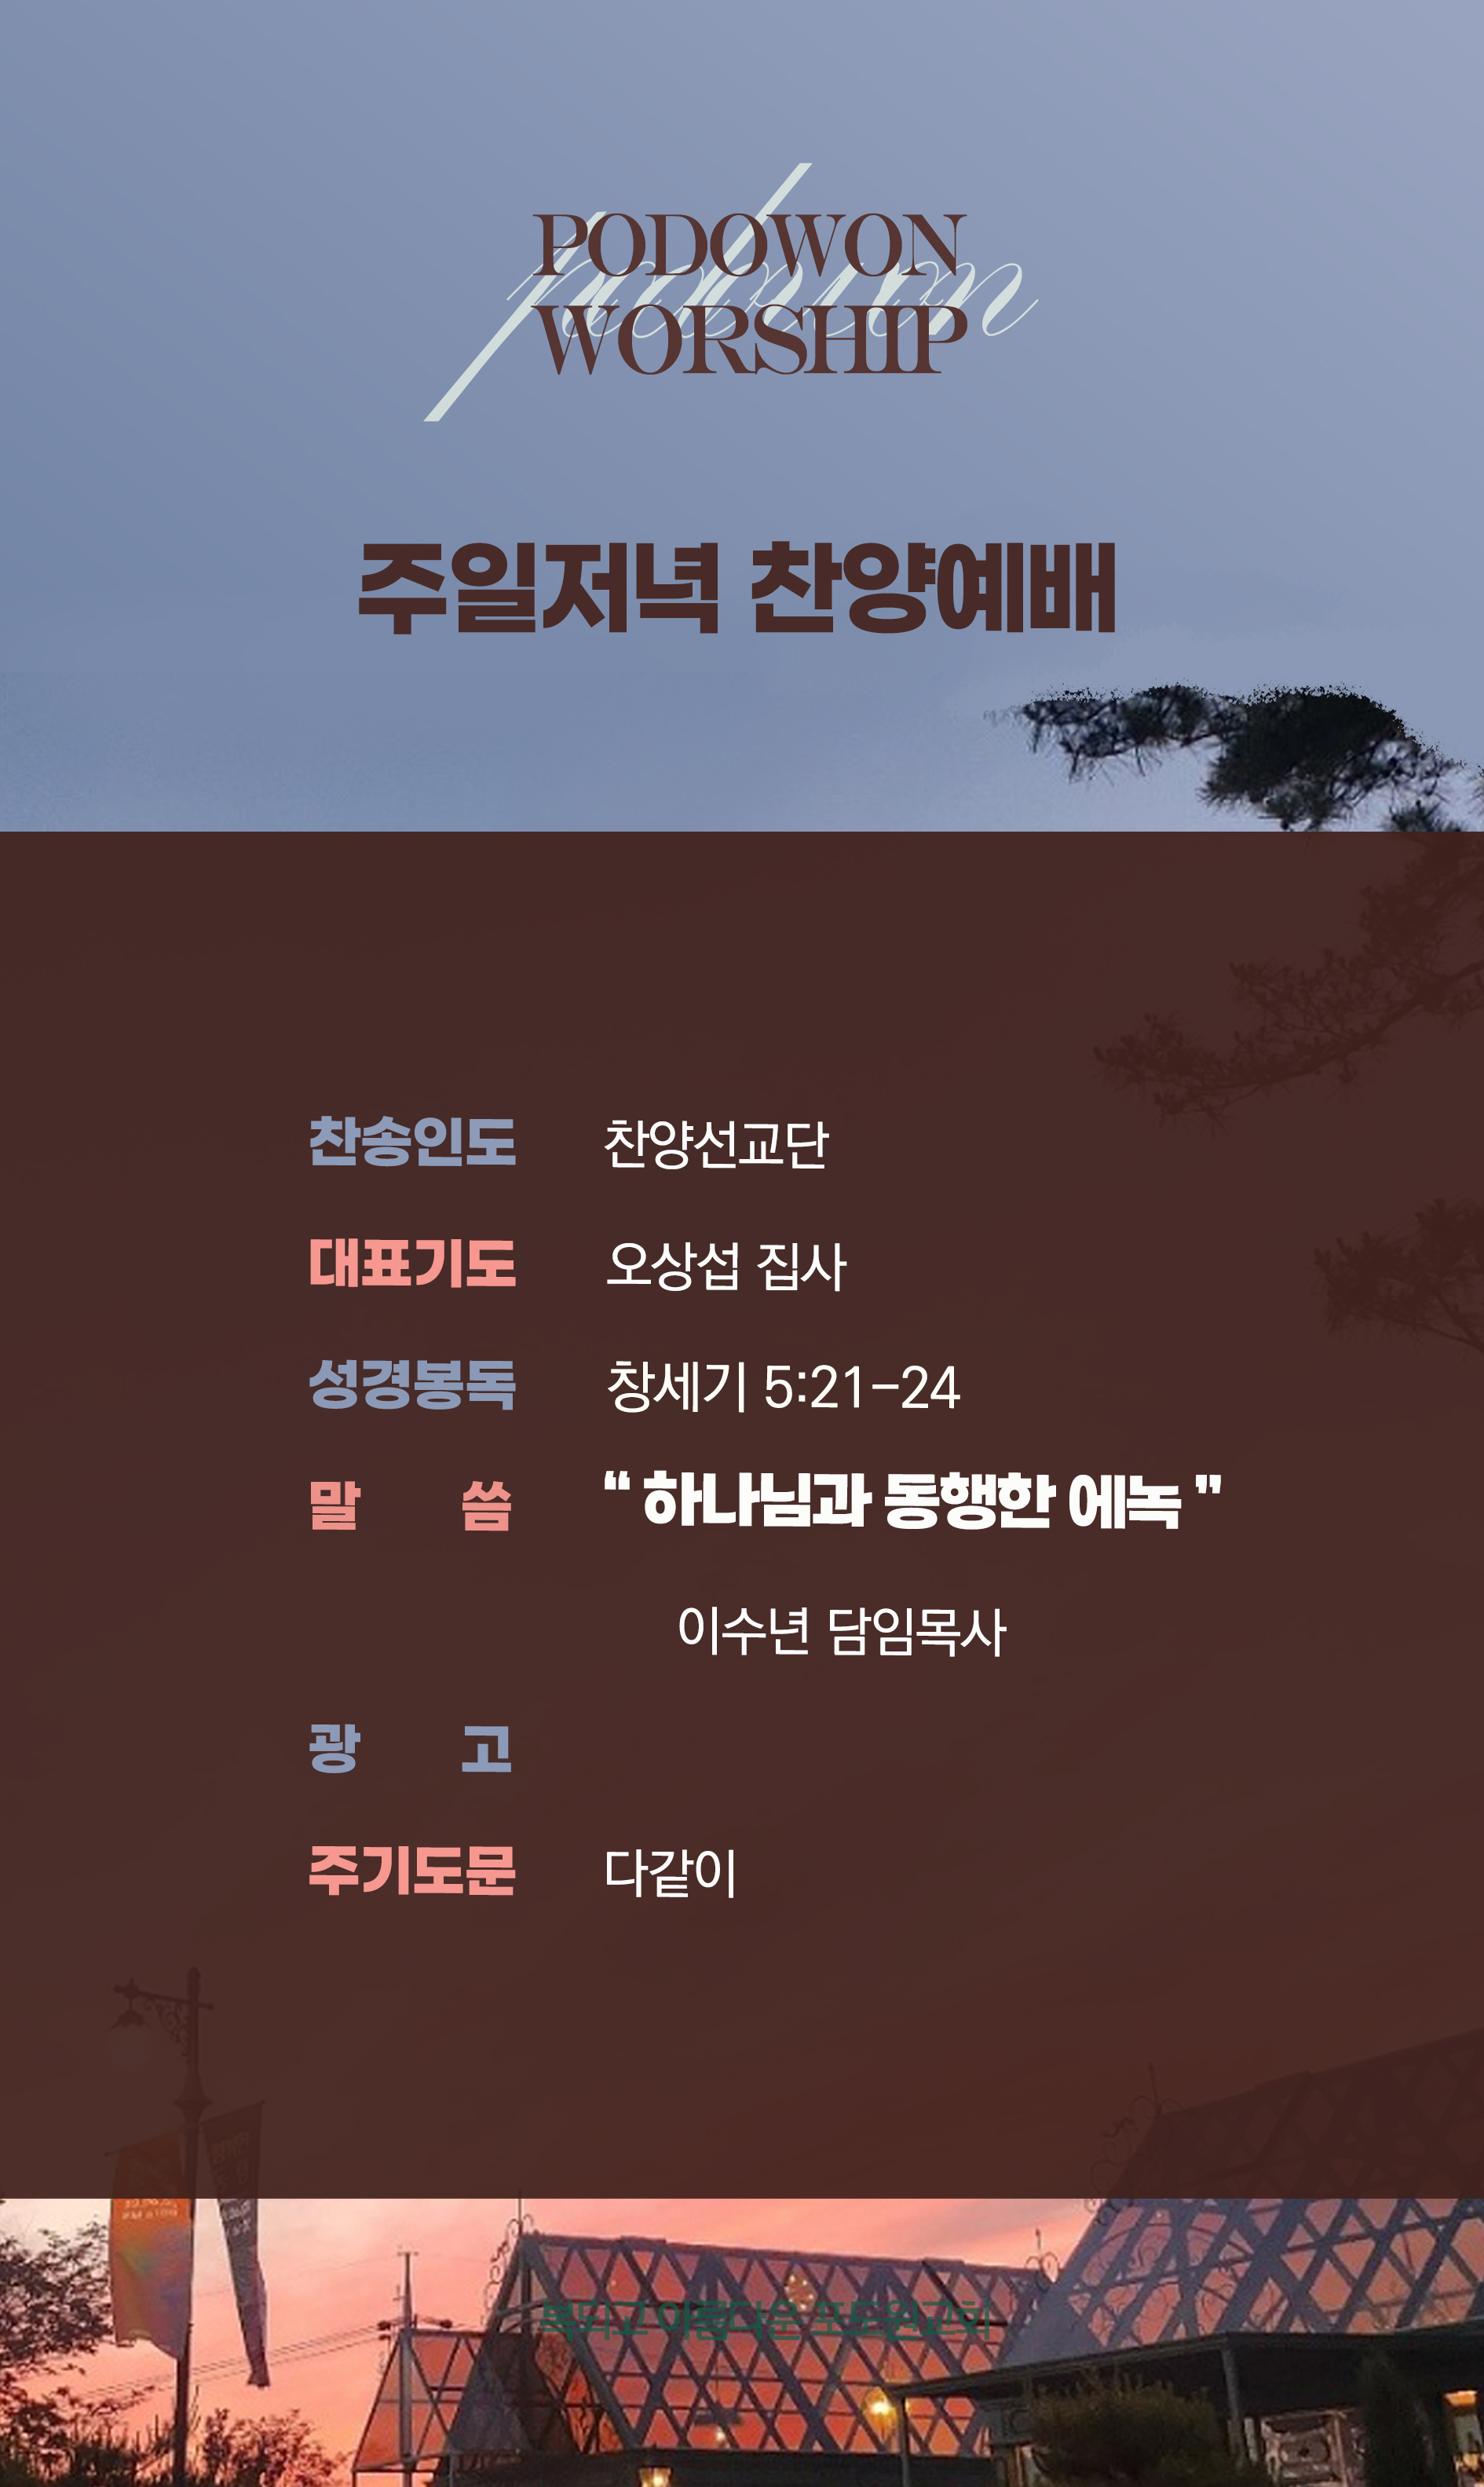 podowon
PODOWON
WORSHIP
주일저녁 찬양예배
찬송인도 찬양선교단
대표기도 오상섭 집사
성경봉독 창세기 5:21-24
말 씀 “ 하나님과 동행한 에녹 ”
이수년 담임목사
광 고
주기도문 다같이
복되고 아름다운 포도원교회